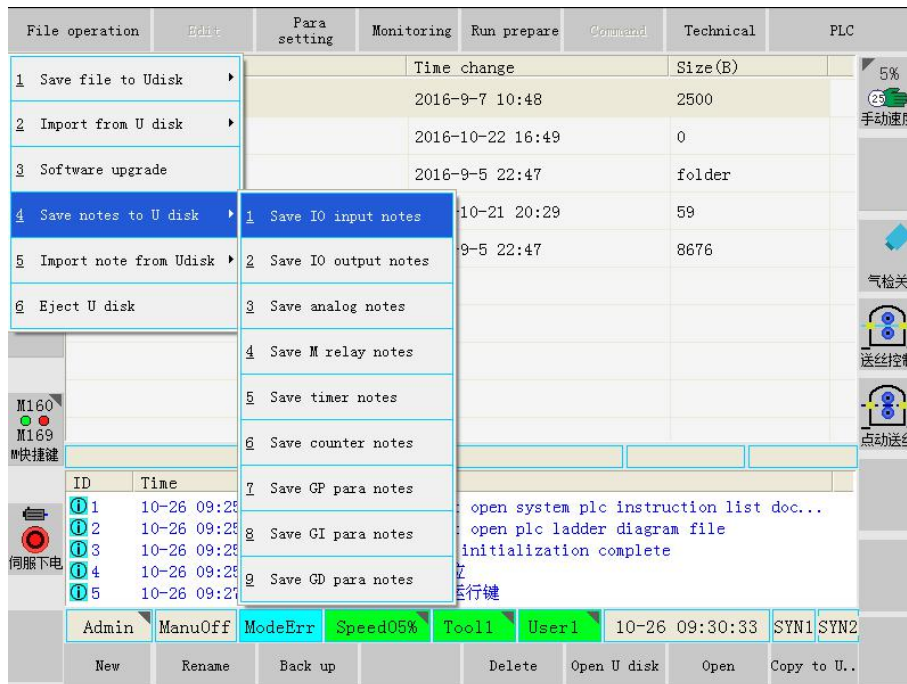 File operation
Edit
Para setting
Monitoring
Run prepare
Command
Technical
PLC
Time change
Size(B)
2016-9-7 10:48
2500
2016-10-22 16:49
0
2016-9-5 22:47
folder
10-21 20:29
59
9-5 22:47
8676
1 Save file to Udisk
2 Import from U disk
3 Software upgrade
4 Save notes to U disk
5 Import note from Udisk
6 Eject U disk
1 Save IO input notes
2 Save IO output notes
3 Save analog notes
4 Save M relay notes
5 Save timer notes
6 Save counter notes
7 Save GP para notes
8 Save GI para notes
9 Save GD para notes
5%
25
手动速度
气检关
送丝控制
点动送丝
M160
M169
M快捷键
伺服下电
ID Time
1 10-26 09:25 : open system plc instruction list doc...
2 10-26 09:25 : open plc ladder diagram file
3 10-26 09:25 initialization complete
4 10-26 09:25
5 10-26 09:27 运行键
Admin
ManuOff
ModeErr
Speed05%
Tool1
User1
10-26 09:30:33
SYN1
SYN2
New
Rename
Back up
Delete
Open U disk
Open
Copy to U..